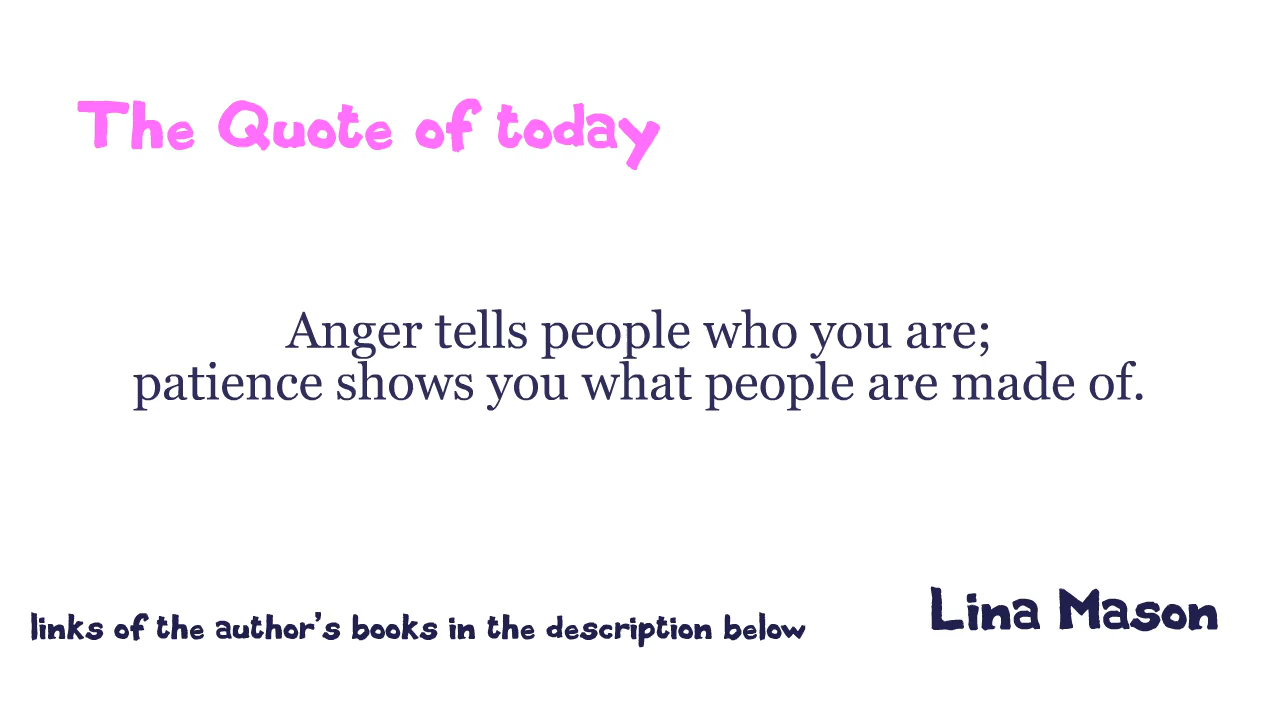 The Quote of today
Anger tells people who you are;
patience shows you what people are made of.
Lina Mason
links of the author's books in the description below